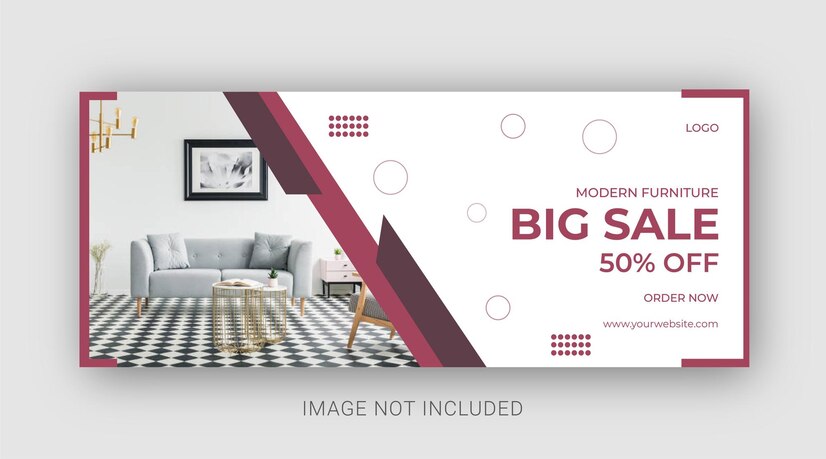 LOGO
MODERN FURNITURE
BIG SALE
50% OFF
ORDER NOW
www.yourwebsite.com
IMAGE NOT INCLUDED